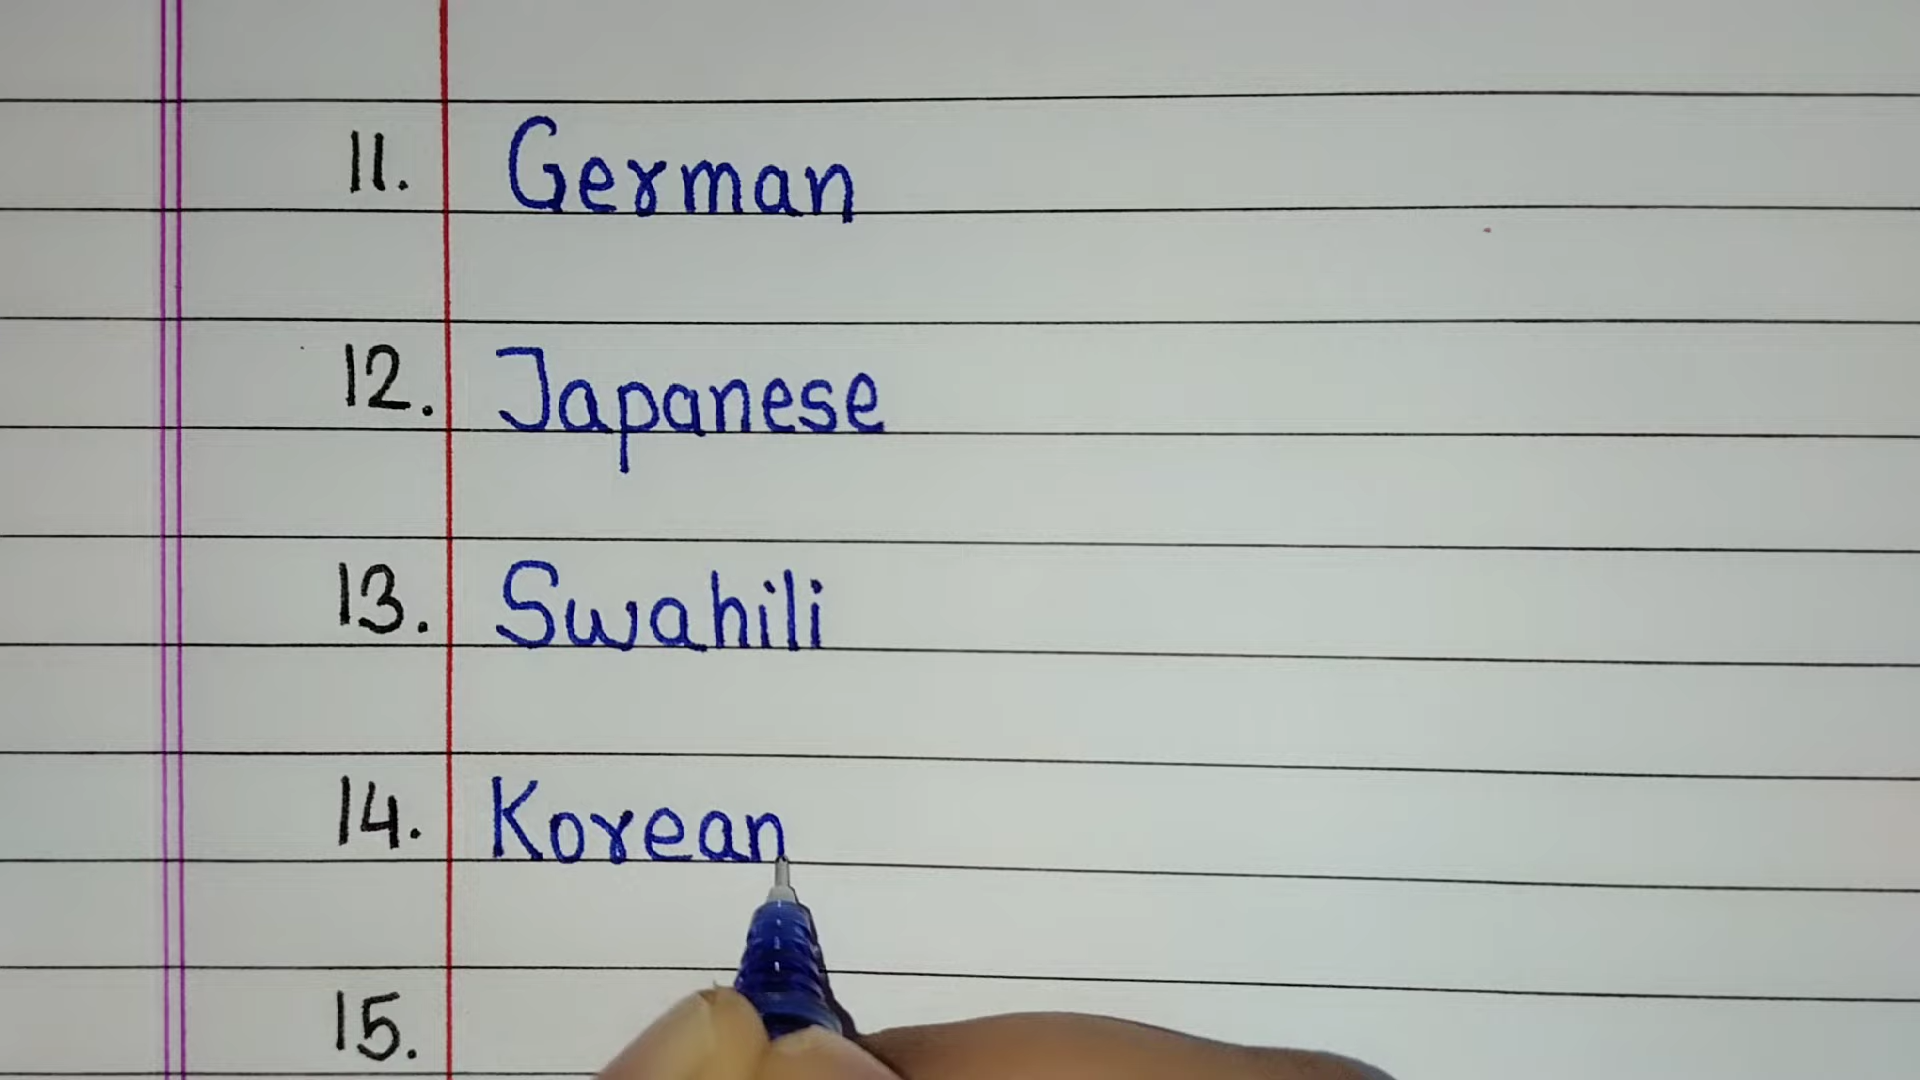 11. German
12. Japanese
13. Swahili
14. Korean
15.